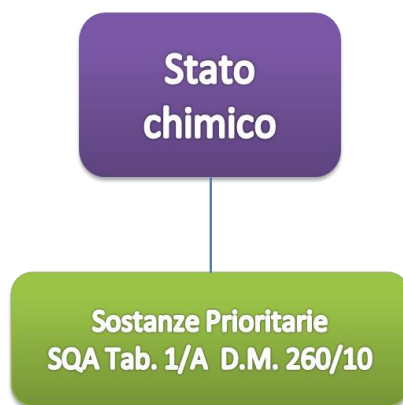 Stato
chimico
Sostanze Prioritarie
SQA Tab. 1/A D.M. 260/10